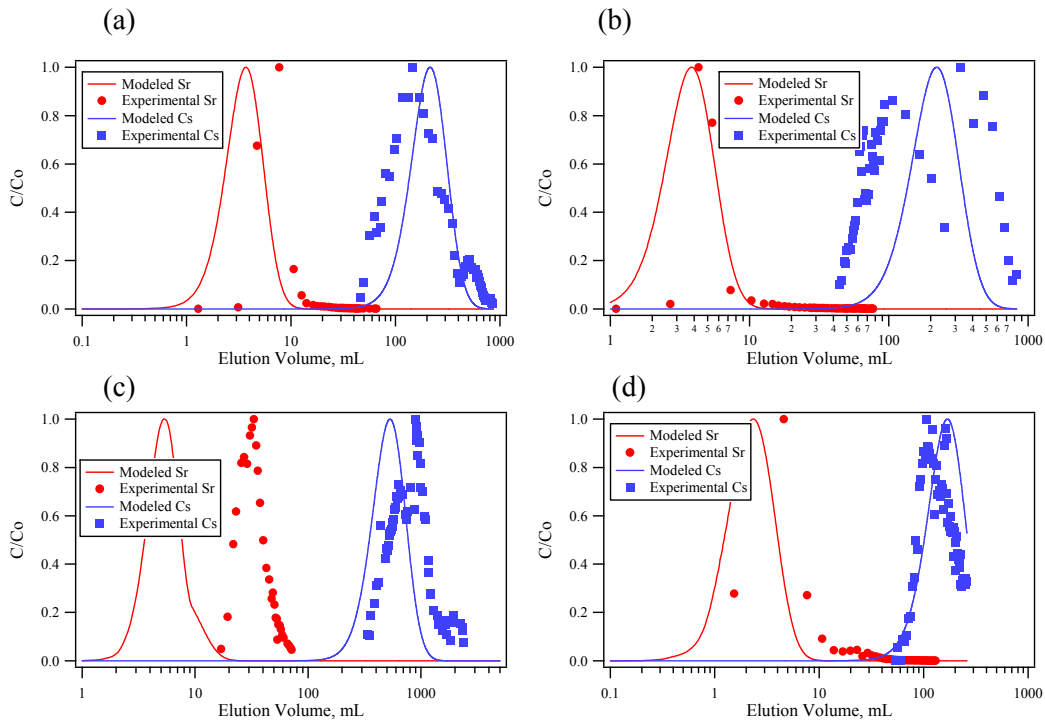 (a)
1.0
0.8
0.6
0.4
0.2
0.0
C/Co
Modeled Sr
Experimental Sr
Modeled Cs
Experimental Cs
0.1
1
10
100
1000
Elution Volume, mL
(b)
1.0
0.8
0.6
0.4
0.2
0.0
C/Co
Modeled Sr
Experimental Sr
Modeled Cs
Experimental Cs
1
2
3
4
5
6
7
10
2
3
4
5
6
7
100
2
3
4
5
6
7
1000
Elution Volume, mL
(c)
1.0
0.8
0.6
0.4
0.2
0.0
C/Co
Modeled Sr
Experimental Sr
Modeled Cs
Experimental Cs
1
10
100
1000
Elution Volume, mL
(d)
1.0
0.8
0.6
0.4
0.2
0.0
C/Co
Modeled Sr
Experimental Sr
Modeled Cs
Experimental Cs
0.1
1
10
100
1000
Elution Volume, mL